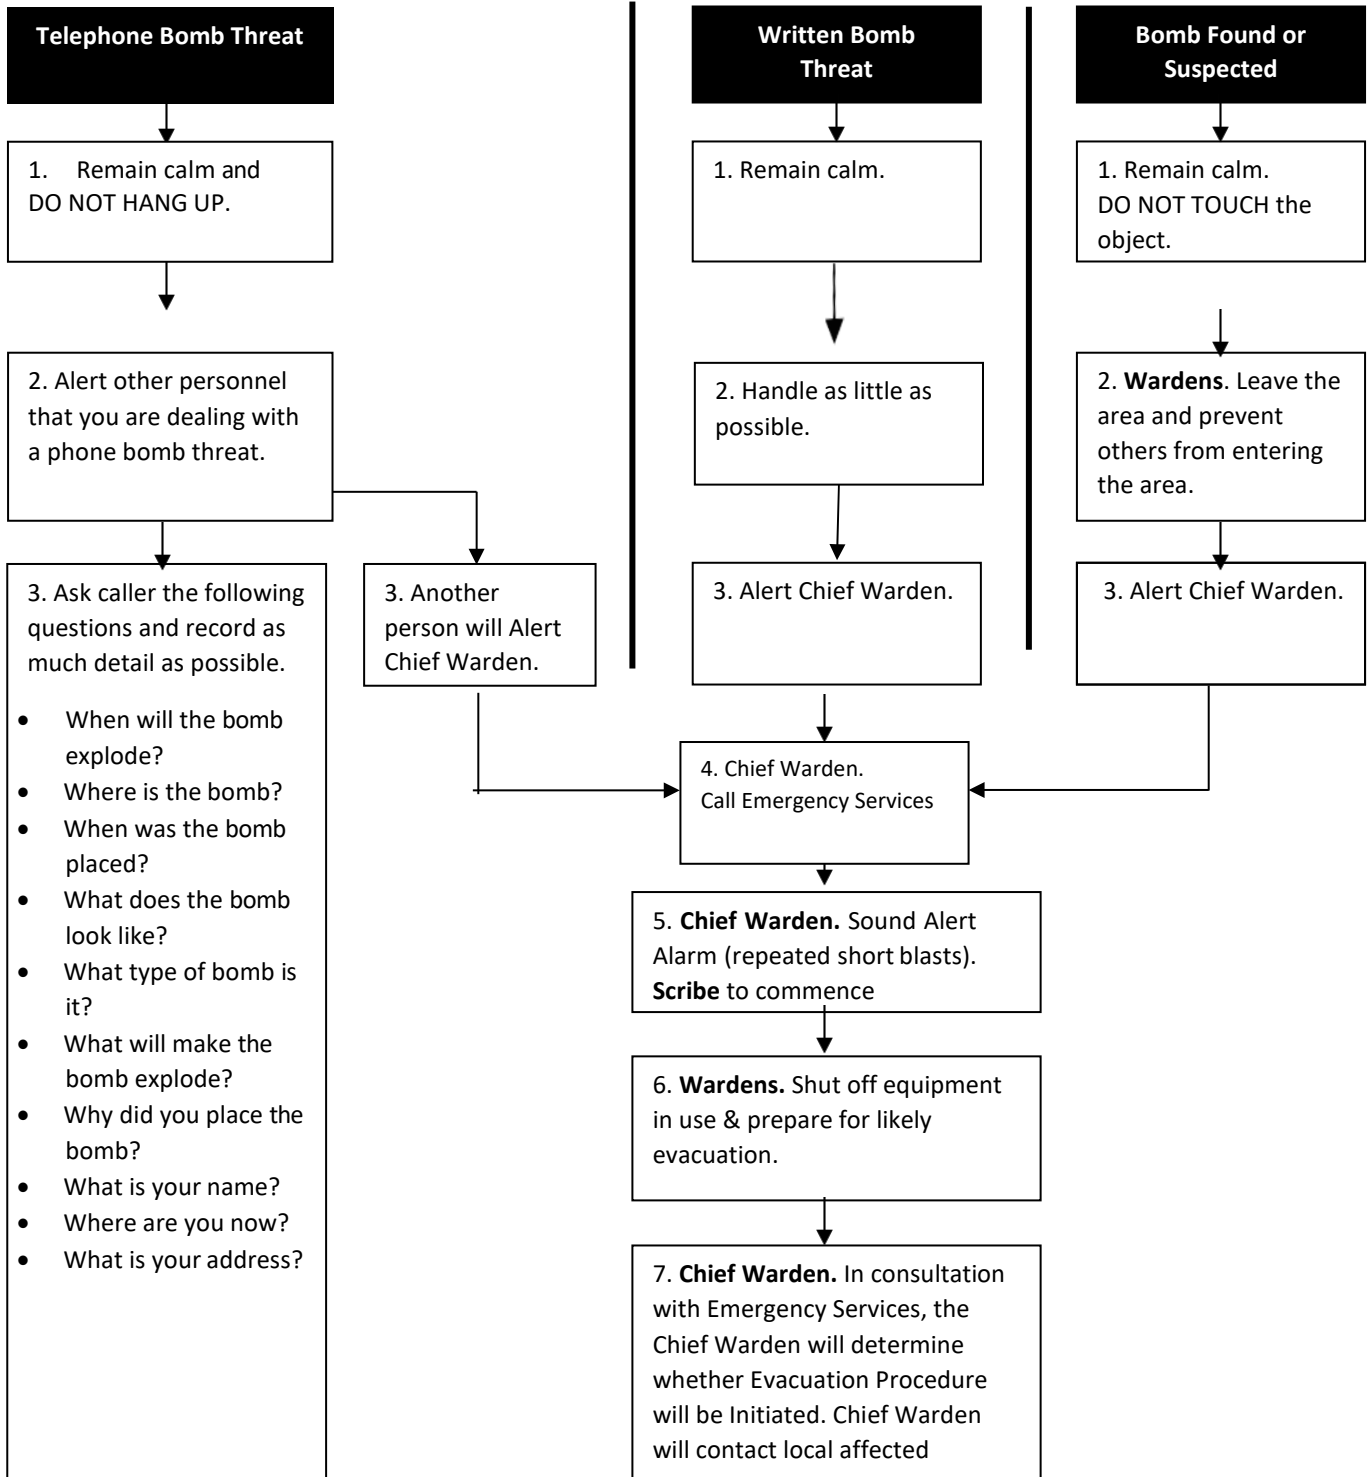 Telephone Bomb Threat
1. Remain calm and
DO NOT HANG UP.
2. Alert other personnel
that you are dealing with
a phone bomb threat.
3. Ask caller the following
questions and record as
much detail as possible.
• When will the bomb
explode?
• Where is the bomb?
• When was the bomb
placed?
• What does the bomb
look like?
• What type of bomb is
it?
• What will make the
bomb explode?
• Why did you place the
bomb?
• What is your name?
• Where are you now?
• What is your address?
3. Another
person will Alert
Chief Warden.
Written Bomb
Threat
1. Remain calm.
2. Handle as little as
possible.
3. Alert Chief Warden.
Bomb Found or
Suspected
1. Remain calm.
DO NOT TOUCH the
object.
2. Wardens. Leave the
area and prevent
others from entering
the area.
3. Alert Chief Warden.
4. Chief Warden.
Call Emergency Services
5. Chief Warden. Sound Alert
Alarm (repeated short blasts).
Scribe to commence
6. Wardens. Shut off equipment
in use & prepare for likely
evacuation.
7. Chief Warden. In consultation
with Emergency Services, the
Chief Warden will determine
whether Evacuation Procedure
will be Initiated. Chief Warden
will contact local affected